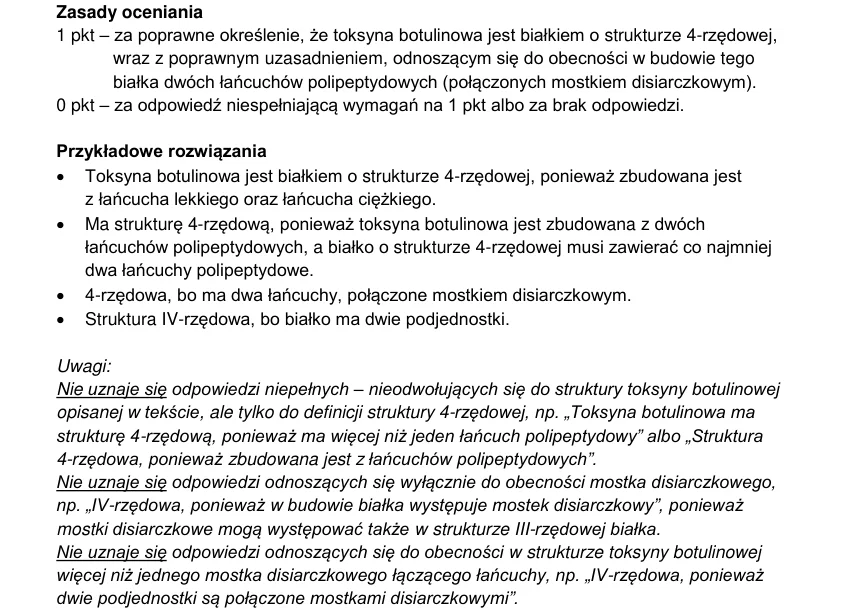 Zasady oceniania
1 pkt – za poprawne określenie, że toksyna botulinowa jest białkiem o strukturze 4-rzędowej,
wraz z poprawnym uzasadnieniem, odnoszącym się do obecności w budowie tego
białka dwóch łańcuchów polipeptydowych (połączonych mostkiem disiarczkowym).
0 pkt – za odpowiedź niespełniającą wymagań na 1 pkt albo za brak odpowiedzi.
Przykładowe rozwiązania
• Toksyna botulinowa jest białkiem o strukturze 4-rzędowej, ponieważ zbudowana jest
z łańcucha lekkiego oraz łańcucha ciężkiego.
• Ma strukturę 4-rzędową, ponieważ toksyna botulinowa jest zbudowana z dwóch
łańcuchów polipeptydowych, a białko o strukturze 4-rzędowej musi zawierać co najmniej
dwa łańcuchy polipeptydowe.
• 4-rzędowa, bo ma dwa łańcuchy, połączone mostkiem disiarczkowym.
• Struktura IV-rzędowa, bo białko ma dwie podjednostki.
Uwagi:
Nie uznaje się odpowiedzi niepełnych – nieodwołujących się do struktury toksyny botulinowej
opisanej w tekście, ale tylko do definicji struktury 4-rzędowej, np. „Toksyna botulinowa ma
strukturę 4-rzędową, ponieważ ma więcej niż jeden łańcuch polipeptydowy” albo „Struktura
4-rzędowa, ponieważ zbudowana jest z łańcuchów polipeptydowych”.
Nie uznaje się odpowiedzi odnoszących się wyłącznie do obecności mostka disiarczkowego,
np. „IV-rzędowa, ponieważ w budowie białka występuje mostek disiarczkowy”, ponieważ
mostki disiarczkowe mogą występować także w strukturze III-rzędowej białka.
Nie uznaje się odpowiedzi odnoszących się do obecności w strukturze toksyny botulinowej
więcej niż jednego mostka disiarczkowego łączącego łańcuchy, np. „IV-rzędowa, ponieważ
dwie podjednostki są połączone mostkami disiarczkowymi”.